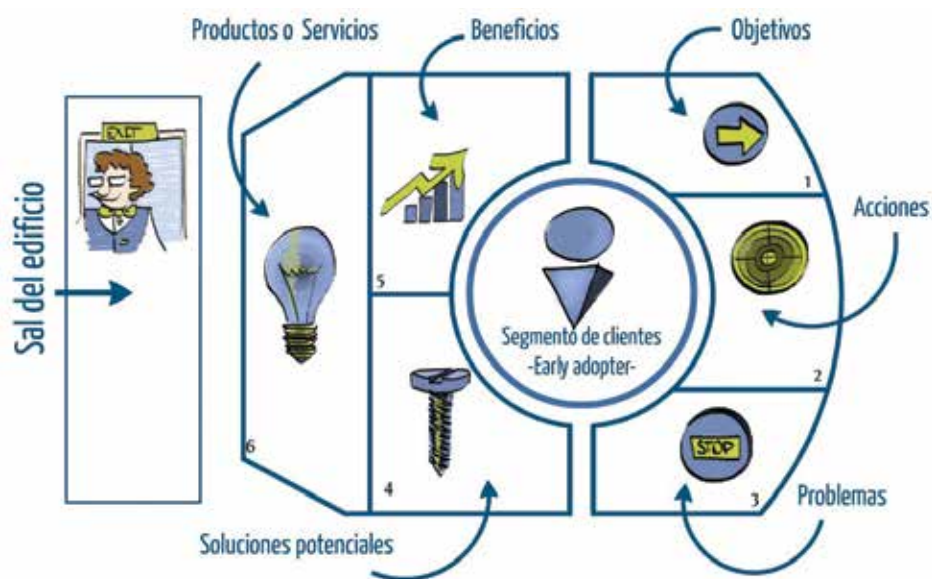 Productos o Servicios
Beneficios
Objetivos
EXIT
Sal del edificio
1
Acciones
5
Segmento de clientes
-Early adopter-
2
6
4
STOP
3
Problemas
Soluciones potenciales